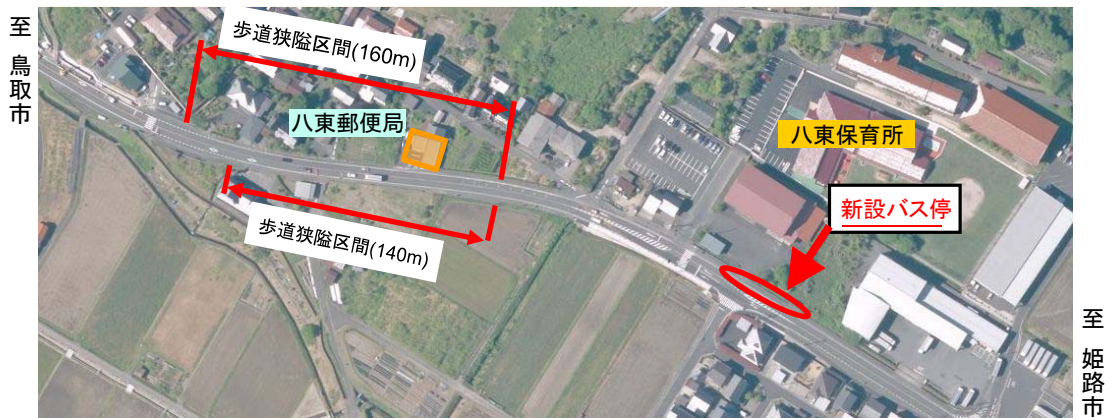 至 鳥取市
歩道狭隘区間(160m)
八東郵便局
八東保育所
新設バス停
歩道狭隘区間(140m)
至 姫路市